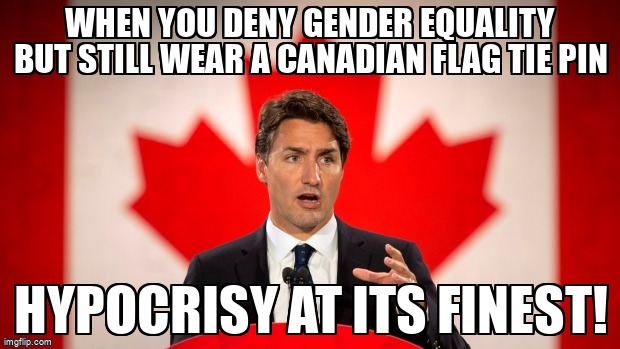 WHEN YOU DENY GENDER EQUALITY
BUT STILL WEAR A CANADIAN FLAG TIE PIN
HYPOCRISY AT ITS FINEST!
imgflip.com